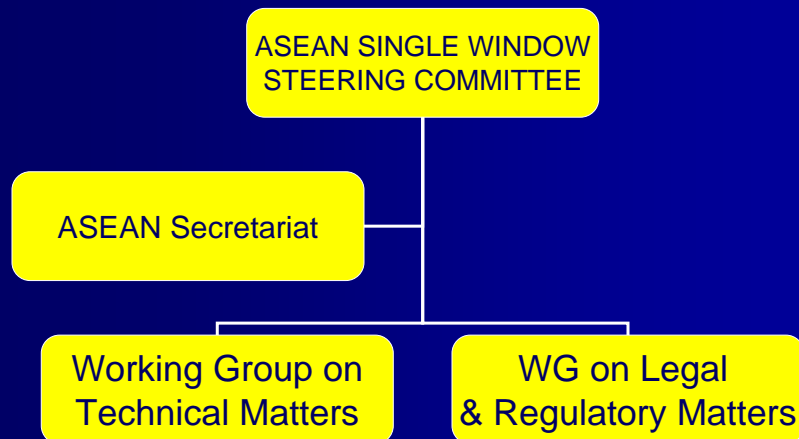 ASEAN SINGLE WINDOW
STEERING COMMITTEE
ASEAN Secretariat
Working Group on
Technical Matters
WG on Legal
& Regulatory Matters